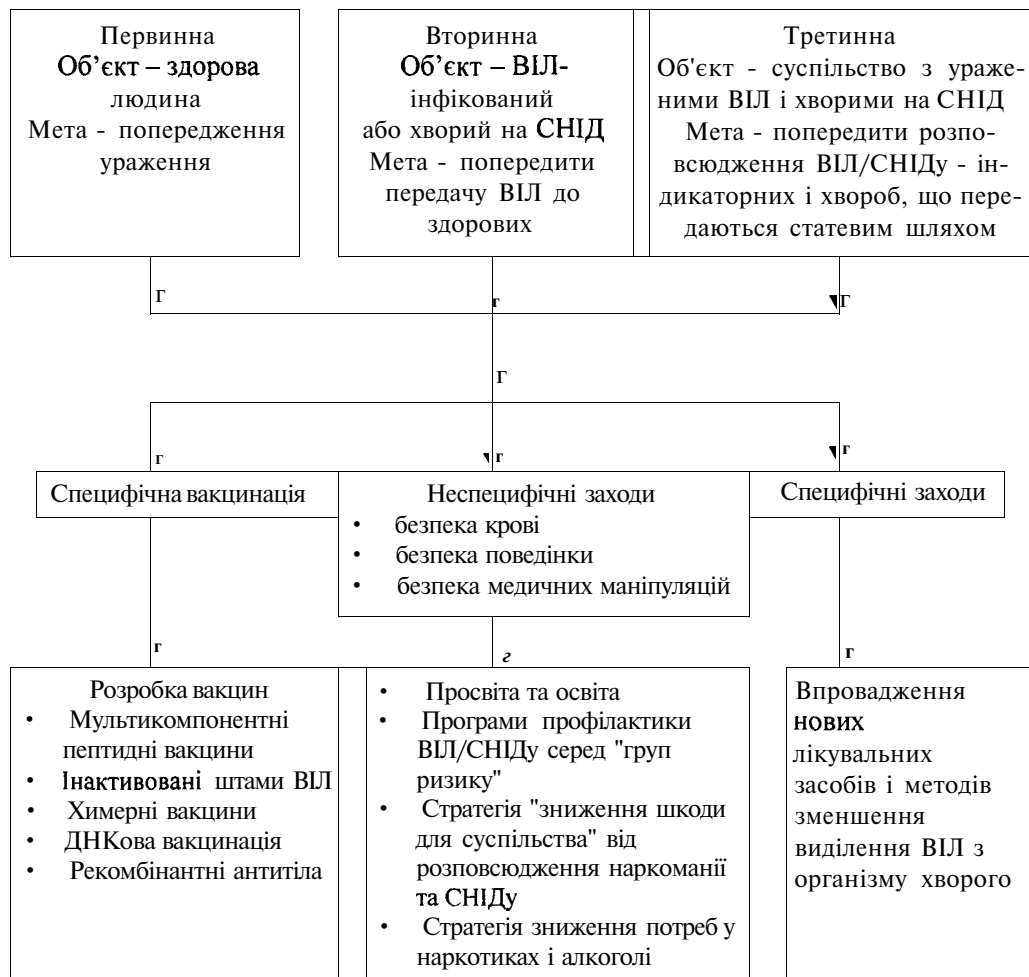 Первинна
Об’єкт – здорова
людина
Мета - попередження
ураження
Вторинна
Об’єкт – ВІЛ-
інфікований
або хворий на СНІД
Мета - попередити
передачу ВІЛ до
здорових
Третинна
Об'єкт - суспільство з ураже-
ними ВІЛ і хворими на СНІД
Мета - попередити розпо-
всюдження ВІЛ/СНІДу - ін-
дикаторних і хвороб, що пере-
даються статевим шляхом
Г
г
Г
Г
г
г
г
Специфічна вакцинація
Неспецифічні заходи
• безпека крові
• безпека поведінки
• безпека медичних маніпуляцій
Специфічні заходи
г
г
г
Розробка вакцин
• Мультикомпонентні
пептидні вакцини
• Інактивовані штами ВІЛ
• Химерні вакцини
• ДНКова вакцинація
• Рекомбінантні антитіла
• Просвіта та освіта
• Програми профілактики
ВІЛ/СНІДу серед "груп
ризику"
• Стратегія "зниження шкоди
для суспільства" від
розповсюдження наркоманії
та СНІДу
• Стратегія зниження потреб у
наркотиках і алкоголі
Впровадження
нових
лікувальних
засобів і методів
зменшення
виділення ВІЛ з
організму хворого